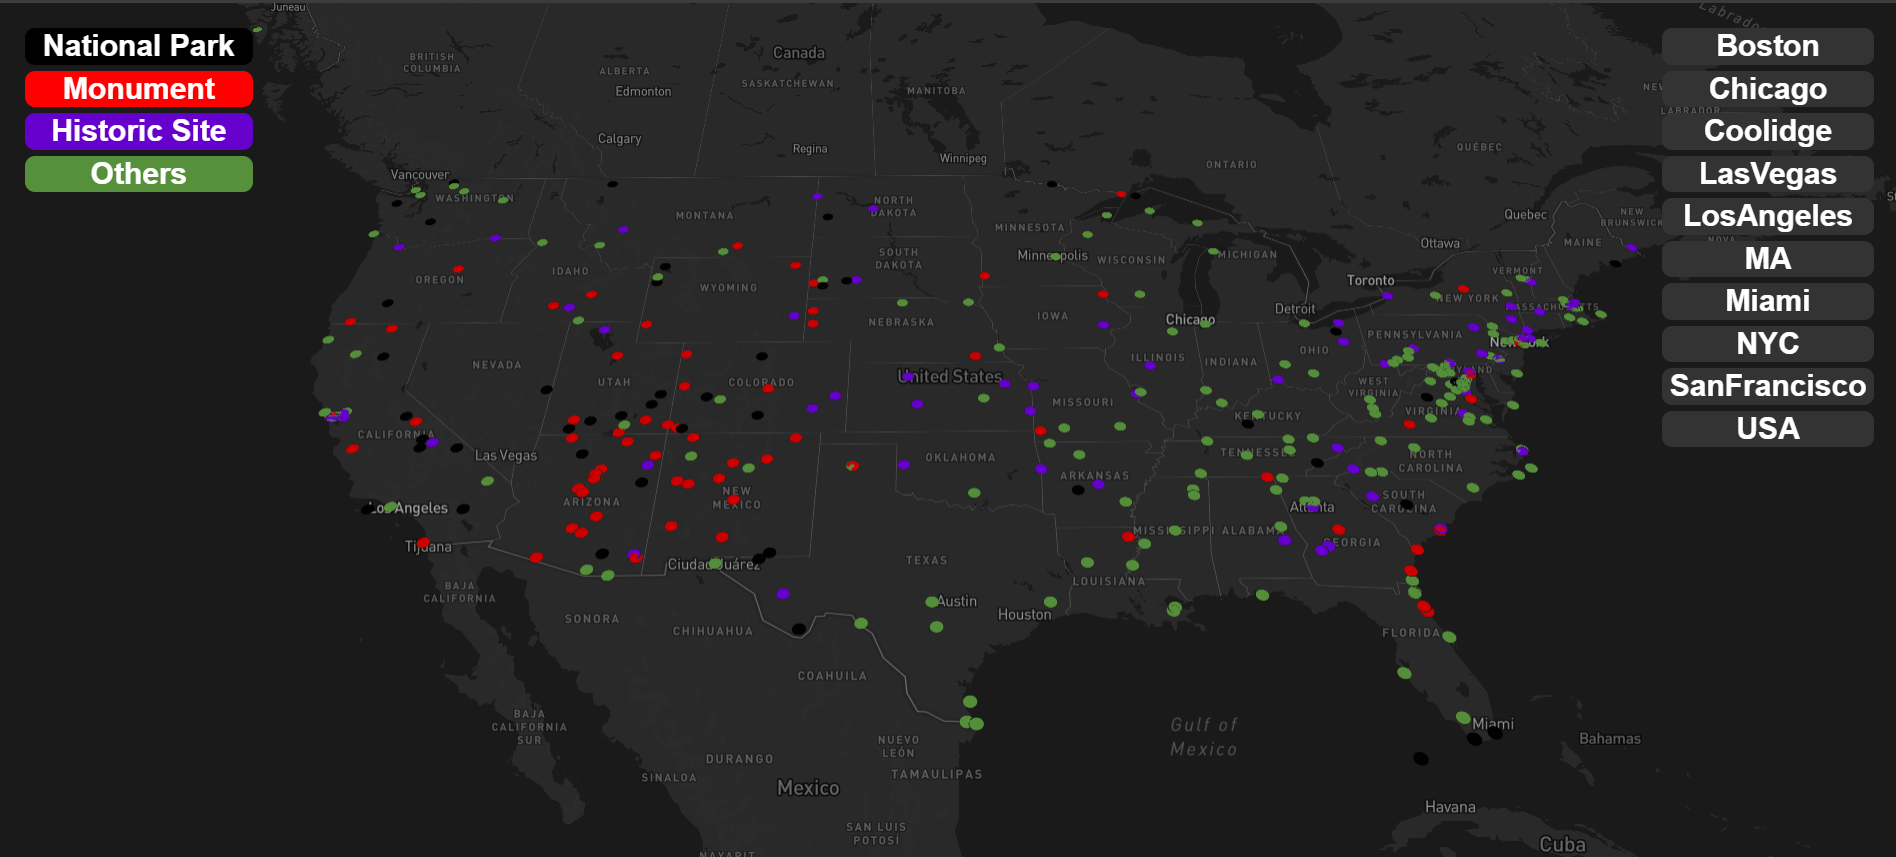 Juneau
Labrador
National Park
Monument
Historic Site
Others
Boston
Chicago
Coolidge
LasVegas
LosAngeles
MA
Miami
NYC
SanFrancisco
USA
Canada
BRITISH
COLUMBIA
ALBERTA
Edmonton
SASKATCHEWAN
MANITOBA
LABRADOR
Calgary
Regina
Winnipeg
ONTARIO
QUÉBEC
Vancouver
WASHINGTON
MONTANA
NORTH
DAKOTA
MINNESOTA
Quebec
NEW
BRUNSWICK
NOVA
Ottawa
MAINE
SOUTH
DAKOTA
Minneapolis
WISCONSIN
MICHIGAN
OREGON
IDAHO
WYOMING
Toronto
VERMONT
NEW YORK
MASSACHUSETTS
Detroit
NEBRASKA
IOWA
Chicago
PENNSYLVANIA
New York
NEVADA
UTAH
COLORADO
United States
ILLINOIS
INDIANA
OHIO
WEST
VIRGINIA
MARYLAND
MISSOURI
KENTUCKY
VIRGINIA
CALIFORNIA
Las Vegas
OKLAHOMA
TENNESSEE
NORTH
CAROLINA
ARKANSAS
ARIZONA
NEW
MEXICO
Los Angeles
Atlanta
SOUTH
CAROLINA
MISSISSIPPI
ALABAMA
GEORGIA
Tijuana
Ciudad Juárez
TEXAS
LOUISIANA
BAJA
CALIFORNIA
Austin
Houston
SONORA
CHIHUAHUA
FLORIDA
COAHUILA
BAJA
CALIFORNIA
SUR
Gulf of
Mexico
Miami
Bahamas
NUEVO
LEÓN
DURANGO
TAMAULIPAS
SINALOA
Mexico
Havana
SAN LUIS
POTOSÍ
Cuba
NAYARIT